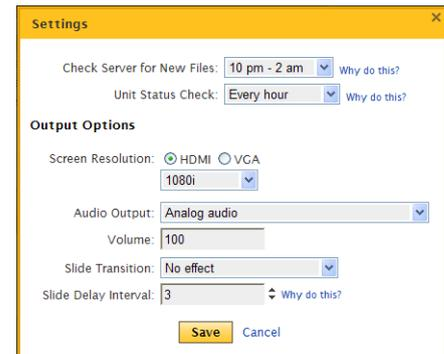 Settings
Check Server for New Files: 10 pm - 2 am Why do this?
Unit Status Check: Every hour Why do this?
Output Options
Screen Resolution: HDMI VGA
1080i
Audio Output: Analog audio
Volume: 100
Slide Transition: No effect
Slide Delay Interval: 3 Why do this?
Save Cancel